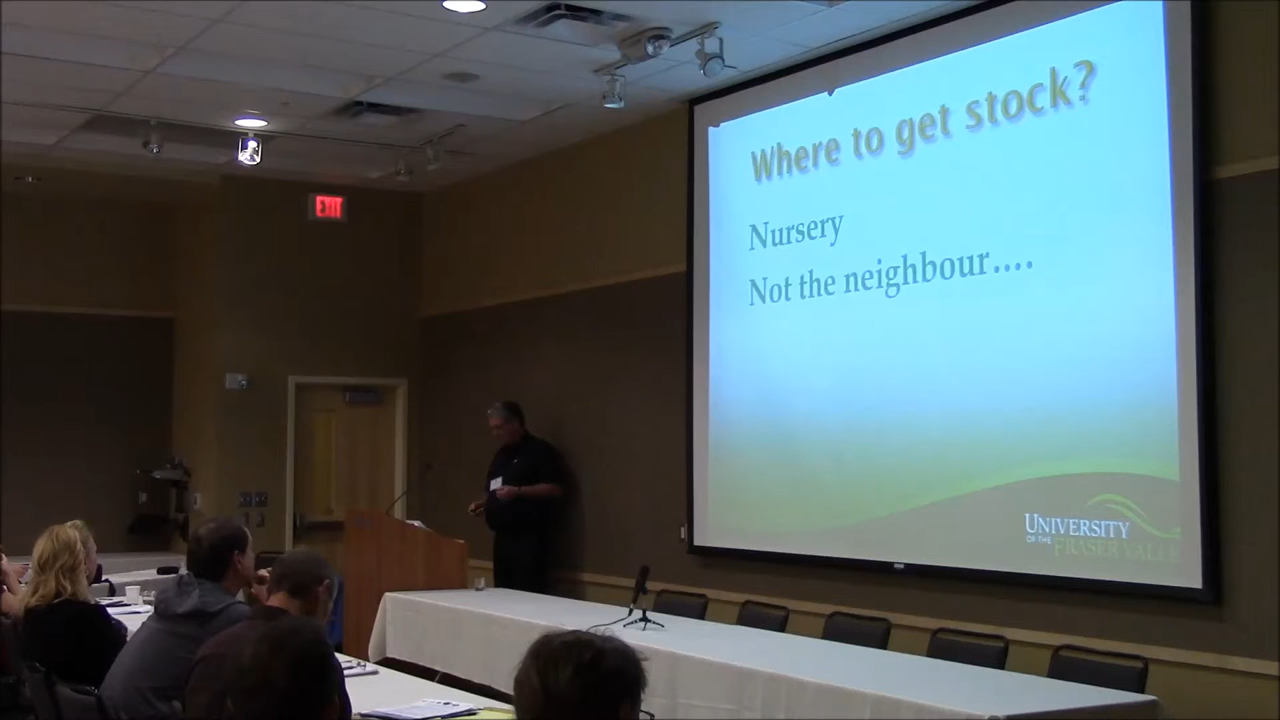 EXIT
Where to get stock?
Nursery
Not the neighbour....
UNIVERSITY
OF THE FRASER VALLEY